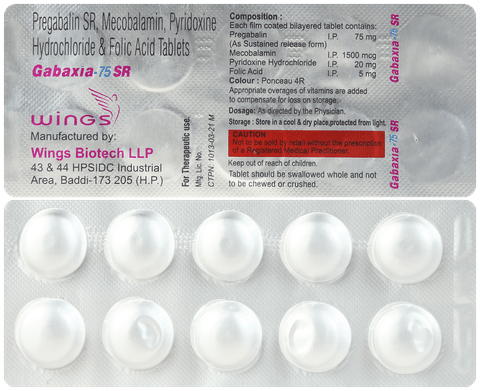 Pregabalin SR, Mecobalamin, Pyridoxine
Hydrochloride & Folic Acid Tablets
Gabaxia-75 SR
wings
Manufactured by:
Wings Biotech LLP
43 & 44 HPSIDC Industrial
Area, Baddi-173 205 (H.P.)
For Therapeutic use.
Mfg. Lic. No.
CTPN 1013-03-21 M
Composition :
Each film coated bilayered tablet contains:
Pregabalin I.P. 75 mg
(As Sustained release form)
Mecobalamin I.P. 1500 mcg
Pyridoxine Hydrochloride I.P. 20 mg
Folic Acid I.P. 5 mg
Colour : Ponceau 4R
Appropriate overages of vitamins are added
to compensate for loss on storage.
Dosage: As directed by the Physician.
Storage : Store in a cool & dry place,protected from light.
CAUTION
Not to be sold by retail without the prescription
of a Registered Medical Practitioner.
Keep out of reach of children.
Tablet should be swallowed whole and not
to be chewed or crushed.
Gabaxia-75 SR